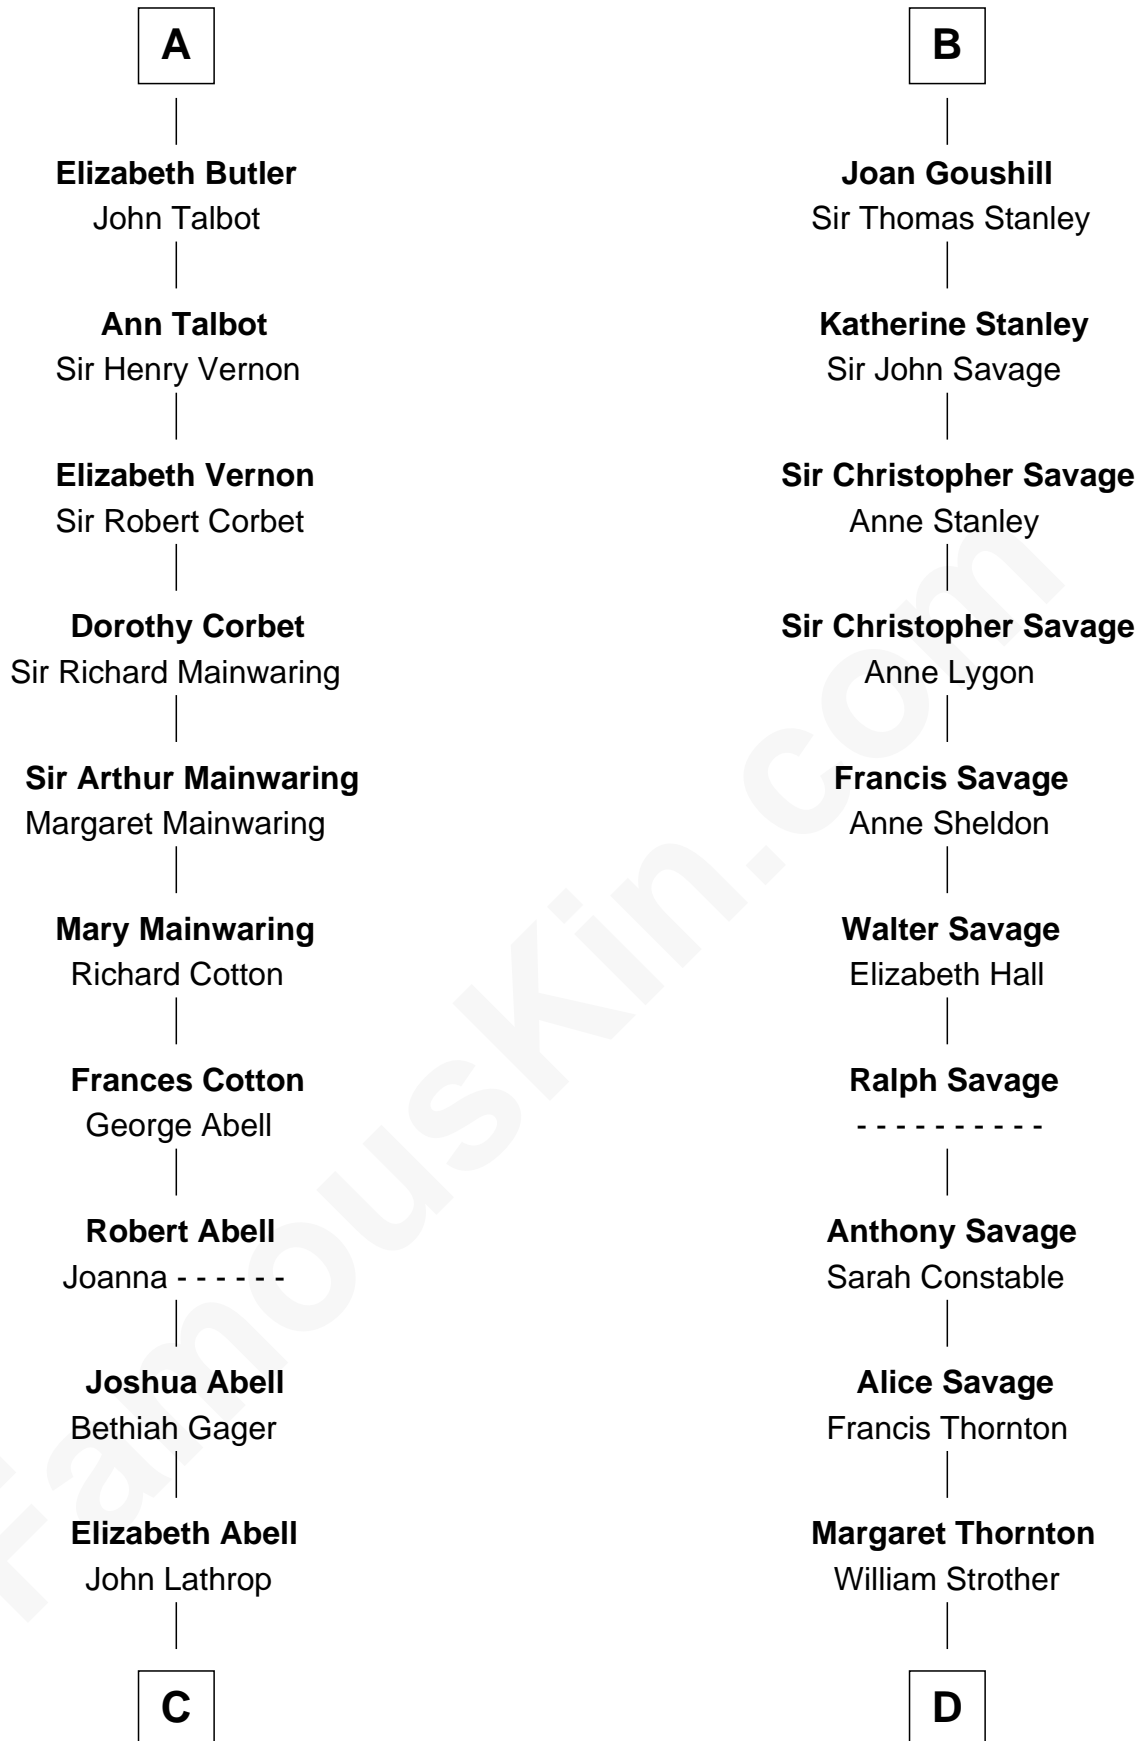 A
Elizabeth Butler
John Talbot
Ann Talbot
Sir Henry Vernon
Elizabeth Vernon
Sir Robert Corbet
Dorothy Corbet
Sir Richard Mainwaring
Sir Arthur Mainwaring
Margaret Mainwaring
Mary Mainwaring
Richard Cotton
Frances Cotton
George Abell
Robert Abell
Joanna - - - - - -
Joshua Abell
Bethiah Gager
Elizabeth Abell
John Lathrop
C
B
Joan Goushill
Sir Thomas Stanley
Katherine Stanley
Sir John Savage
Sir Christopher Savage
Anne Stanley
Sir Christopher Savage
Anne Lygon
Francis Savage
Anne Sheldon
Walter Savage
Elizabeth Hall
Ralph Savage
- - - - - - - - - -
Anthony Savage
Sarah Constable
Alice Savage
Francis Thornton
Margaret Thornton
William Strother
D
FamousKin.com